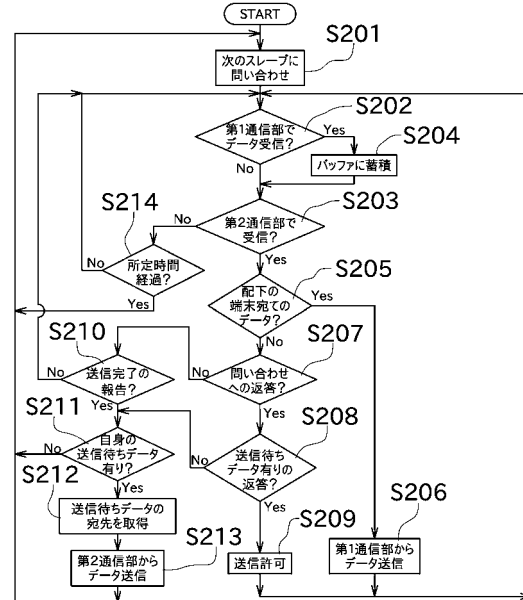 START
S201
次のスレーブに
問い合わせ
S202
第1通信部で
データ受信?
Yes
S204
バッファに蓄積
No
S203
第2通信部で
受信?
No
S214
所定時間
経過?
No
Yes
Yes
S205
配下の
端末宛ての
データ?
Yes
No
S207
問い合わせ
への返答?
No
S210
送信完了の
報告?
No
Yes
Yes
S208
送信待ち
データ有りの
返答?
No
Yes
S211
自身の
送信待ちデータ
有り?
No
Yes
S212
送信待ちデータの
宛先を取得
S213
第2通信部から
データ送信
S209
送信許可
S206
第1通信部から
データ送信